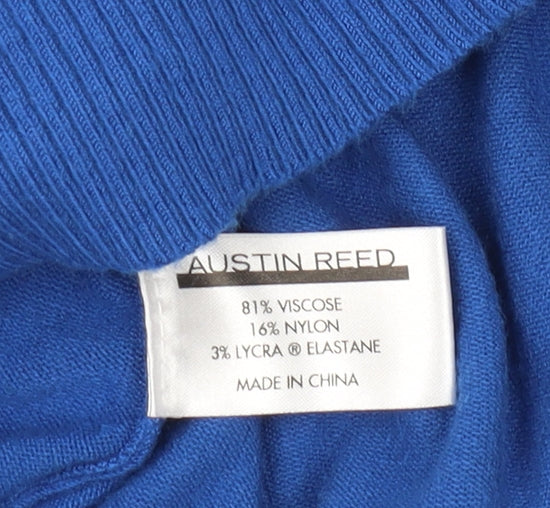 AUSTIN REED
81% VISCOSE
16% NYLON
3% LYCRA ® ELASTANE
MADE IN CHINA